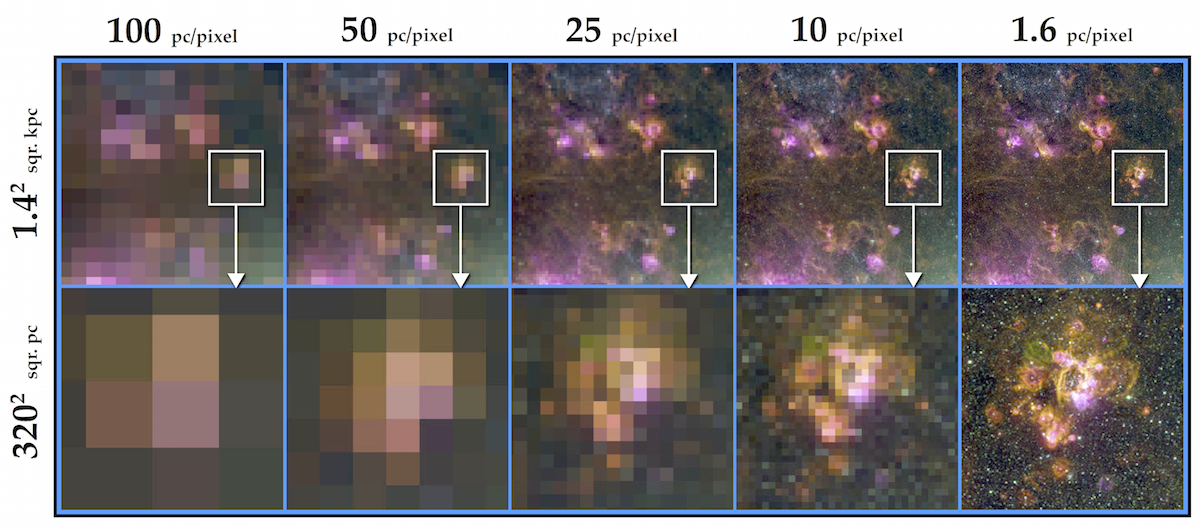 100 pc/pixel
50 pc/pixel
25 pc/pixel
10 pc/pixel
1.6 pc/pixel
1.4² sqr. kpc
320² sqr. pc